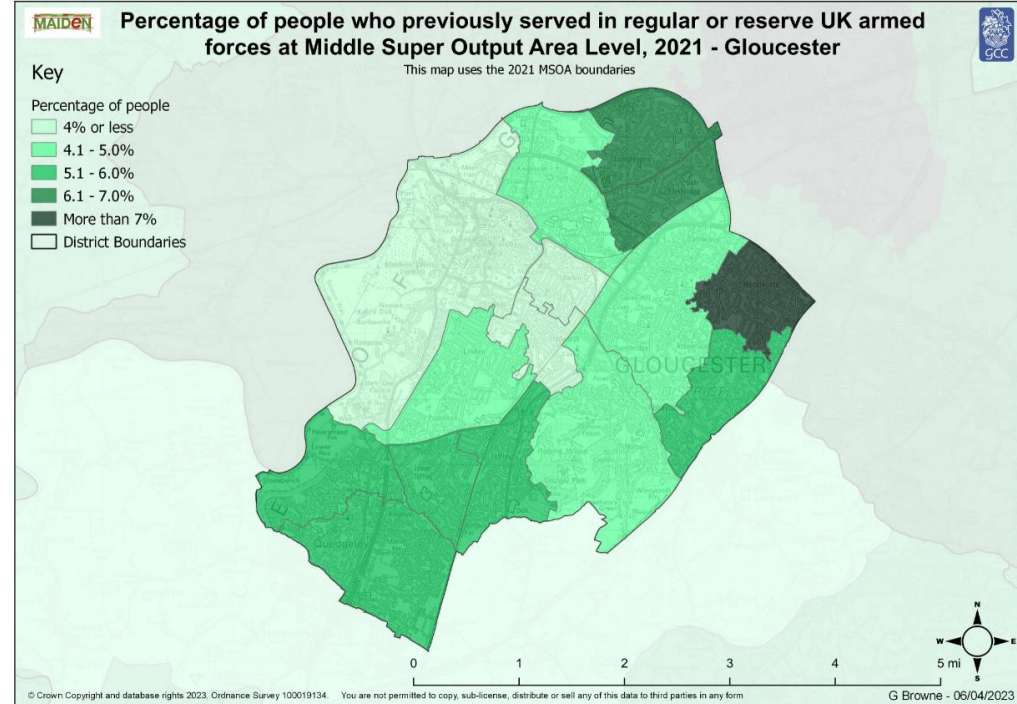 MAIDEN
Percentage of people who previously served in regular or reserve UK armed
forces at Middle Super Output Area Level, 2021 - Gloucester
This map uses the 2021 MSOA boundaries
GCC
Key
Percentage of people
4% or less
4.1 - 5.0%
5.1 - 6.0%
6.1 - 7.0%
More than 7%
District Boundaries
GLOUCESTER
Quedgeley
N
W E
S
0 1 2 3 4 5 mi
© Crown Copyright and database rights 2023, Ordnance Survey 100019134. You are not permitted to copy, sub-license, distribute or sell any of this data to third parties in any form
G Browne - 06/04/2023